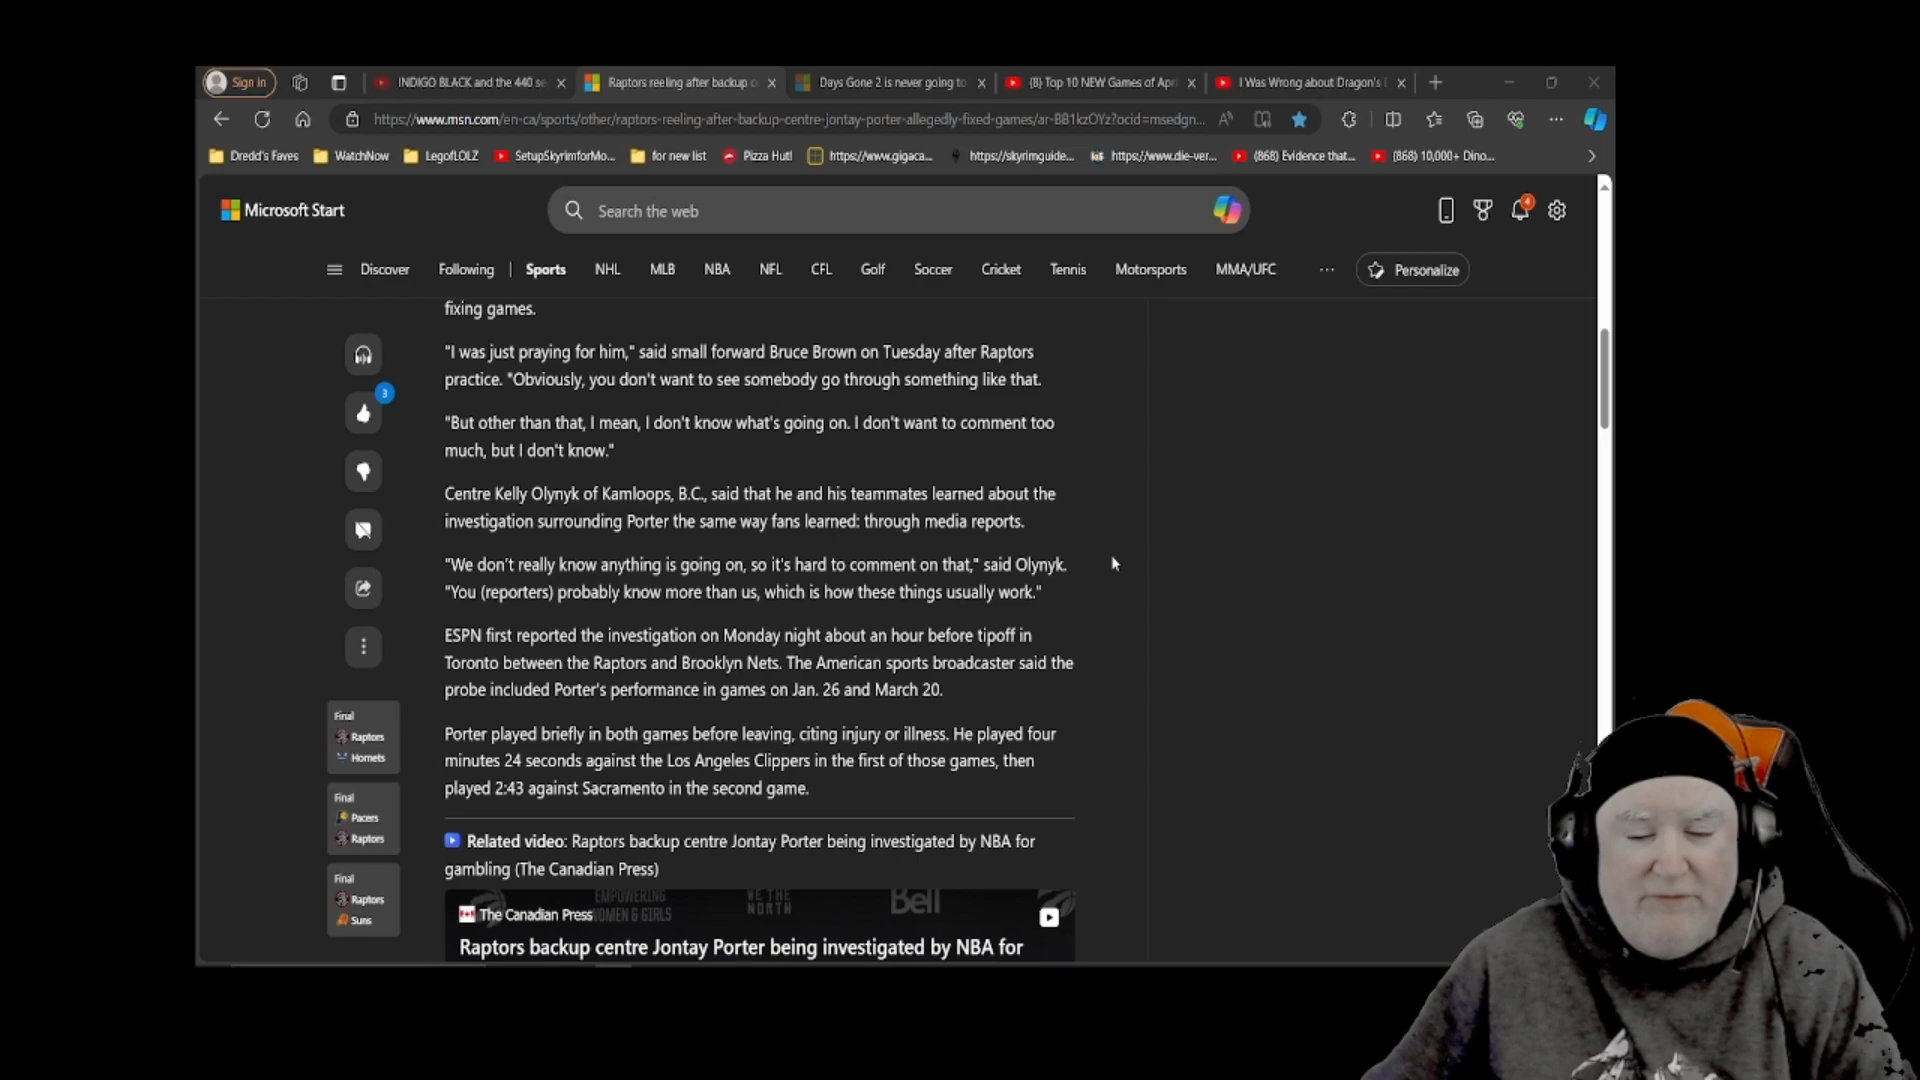 Sign in
INDIGO BLACK and the 440 se
Raptors reeling after backup c
Days Gone 2 is never going to
(8) Top 10 NEW Games of Apr
I Was Wrong about Dragon's
https://www.msn.com/en-ca/sports/other/raptors-reeling-after-backup-centre-jontay-porter-allegedly-fixed-games/ar-BB1kzOYz?ocid=msedgn...
Dredd's Faves
WatchNow
LegofLOLZ
SetupSkyrimforMo...
for new list
Pizza Hut!
https://www.gigaca...
https://skyrimguide...
https://www.die-ver...
(868) Evidence that...
(868) 10,000+ Dino...
Microsoft Start
Search the web
4
Discover
Following
Sports
NHL
MLB
NBA
NFL
CFL
Golf
Soccer
Cricket
Tennis
Motorsports
MMA/UFC
Personalize
fixing games.
"I was just praying for him," said small forward Bruce Brown on Tuesday after Raptors
practice. "Obviously, you don't want to see somebody go through something like that.
"But other than that, I mean, I don't know what's going on. I don't want to comment too
much, but I don't know."
Centre Kelly Olynyk of Kamloops, B.C., said that he and his teammates learned about the
investigation surrounding Porter the same way fans learned: through media reports.
"We don't really know anything is going on, so it's hard to comment on that," said Olynyk.
"You (reporters) probably know more than us, which is how these things usually work."
ESPN first reported the investigation on Monday night about an hour before tipoff in
Toronto between the Raptors and Brooklyn Nets. The American sports broadcaster said the
probe included Porter's performance in games on Jan. 26 and March 20.
Porter played briefly in both games before leaving, citing injury or illness. He played four
minutes 24 seconds against the Los Angeles Clippers in the first of those games, then
played 2:43 against Sacramento in the second game.
Related video: Raptors backup centre Jontay Porter being investigated by NBA for
gambling (The Canadian Press)
EMPOWERING
WOMEN & GIRLS
WE THE
NORTH
Bell
The Canadian Press
Raptors backup centre Jontay Porter being investigated by NBA for
3
Final
Raptors
Hornets
Final
Pacers
Raptors
Final
Raptors
Suns